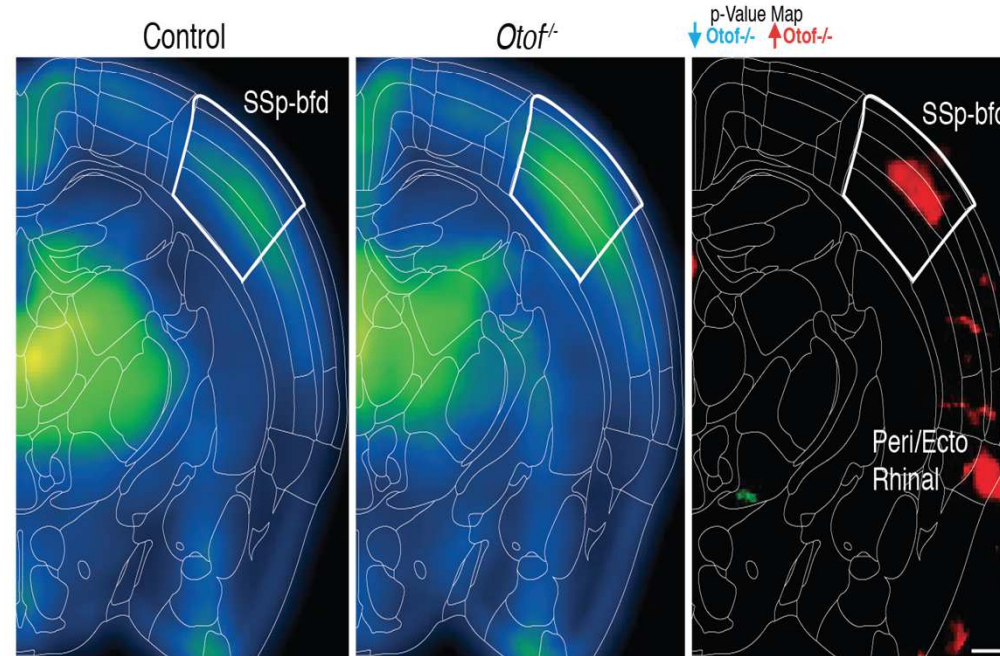 p-Value Map
Control
Otof-/-
Otof-/- Otof-/-
SSp-bfd
SSp-bfd
Peri/Ecto
Rhinal